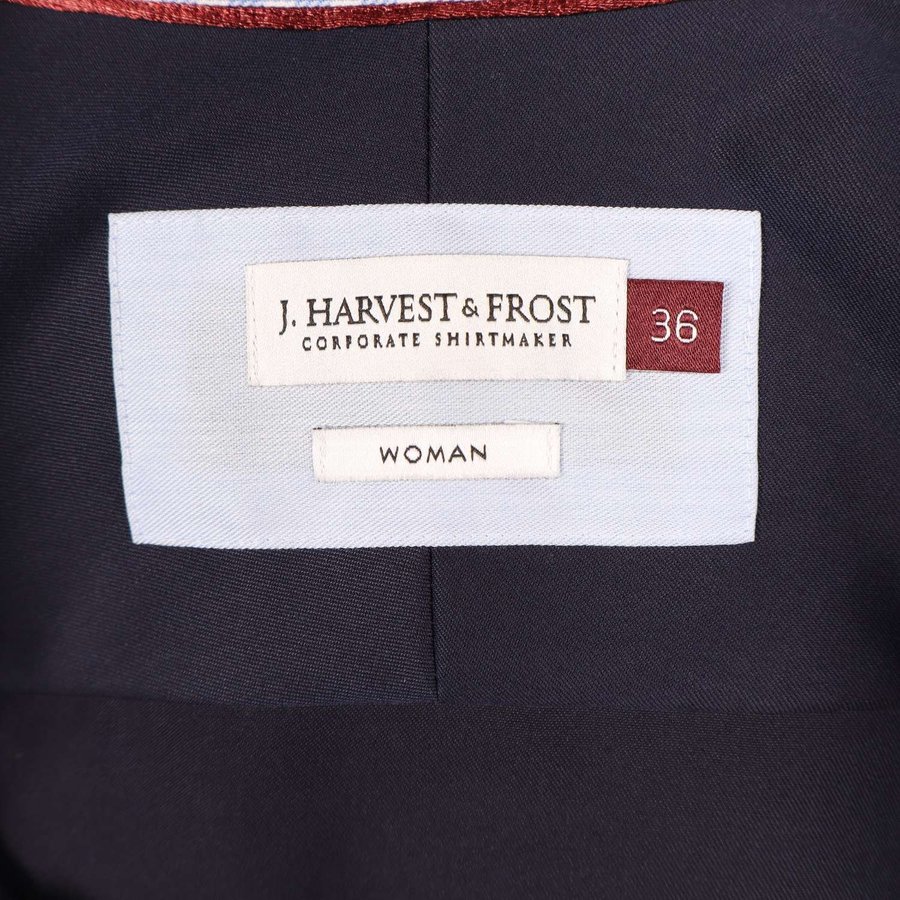 J. HARVEST & FROST
CORPORATE SHIRTMAKER
36
WOMAN